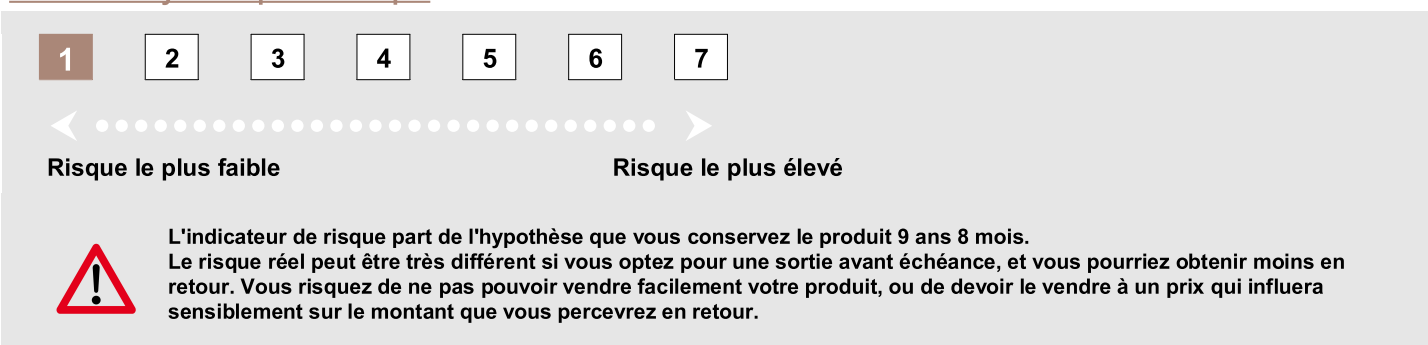 1 2 3 4 5 6 7
Risque le plus faible Risque le plus élevé
L'indicateur de risque part de l'hypothèse que vous conservez le produit 9 ans 8 mois.
Le risque réel peut être très différent si vous optez pour une sortie avant échéance, et vous pourriez obtenir moins en
retour. Vous risquez de ne pas pouvoir vendre facilement votre produit, ou de devoir le vendre à un prix qui influera
sensiblement sur le montant que vous percevrez en retour.